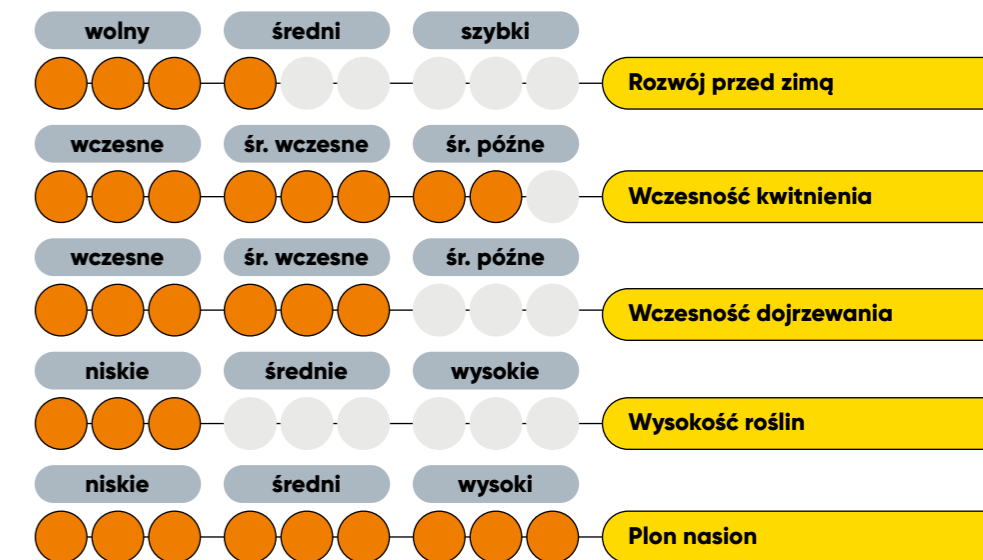 wolny średni szybki
Rozwój przed zimą
wczesne śr. wczesne śr. późne
Wczesność kwitnienia
wczesne śr. wczesne śr. późne
Wczesność dojrzewania
niskie średnie wysokie
Wysokość roślin
niskie średni wysoki
Plon nasion